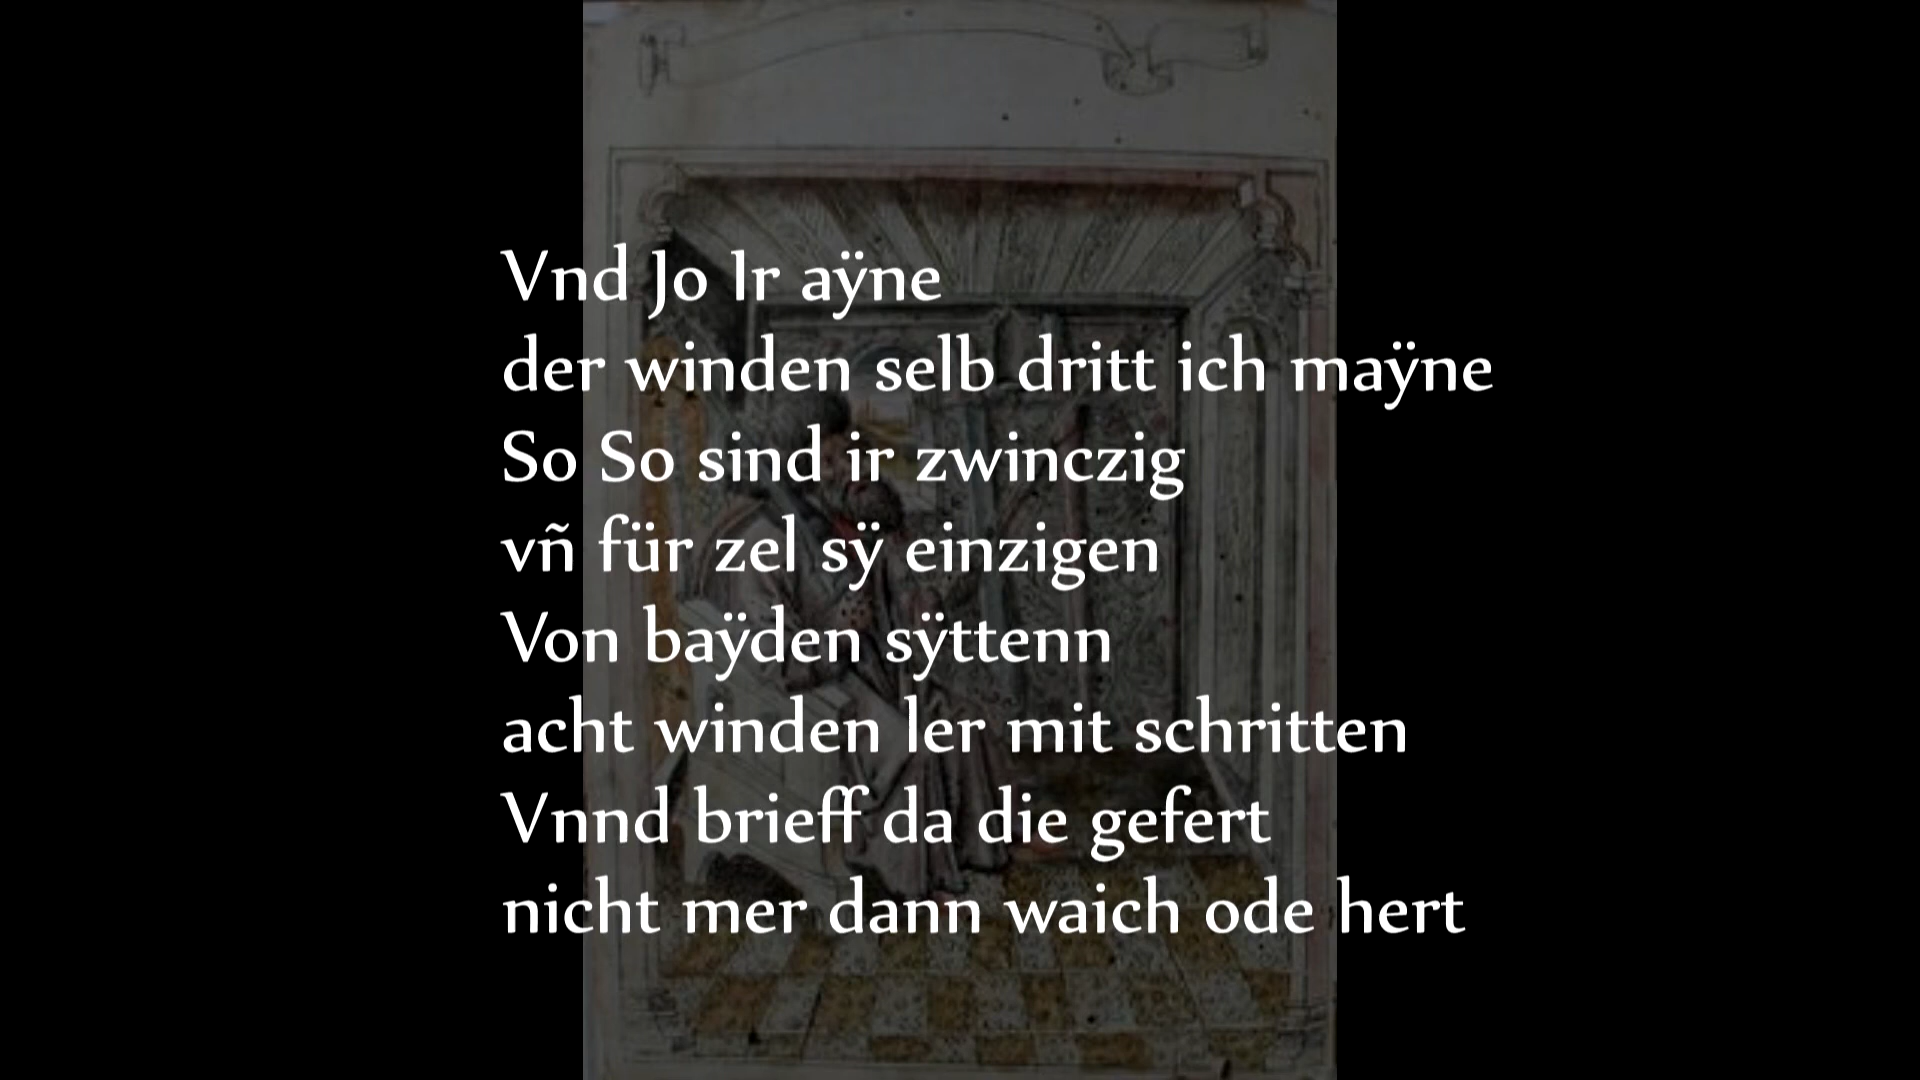 Vnd Jo Ir aÿne
der winden selb dritt ich maÿne
So So sind ir zwinczig
vñ für zel sÿ einzigen
Von baÿden sÿttenn
acht winden ler mit schritten
Vnnd brieff da die gefert
nicht mer dann waich ode hert